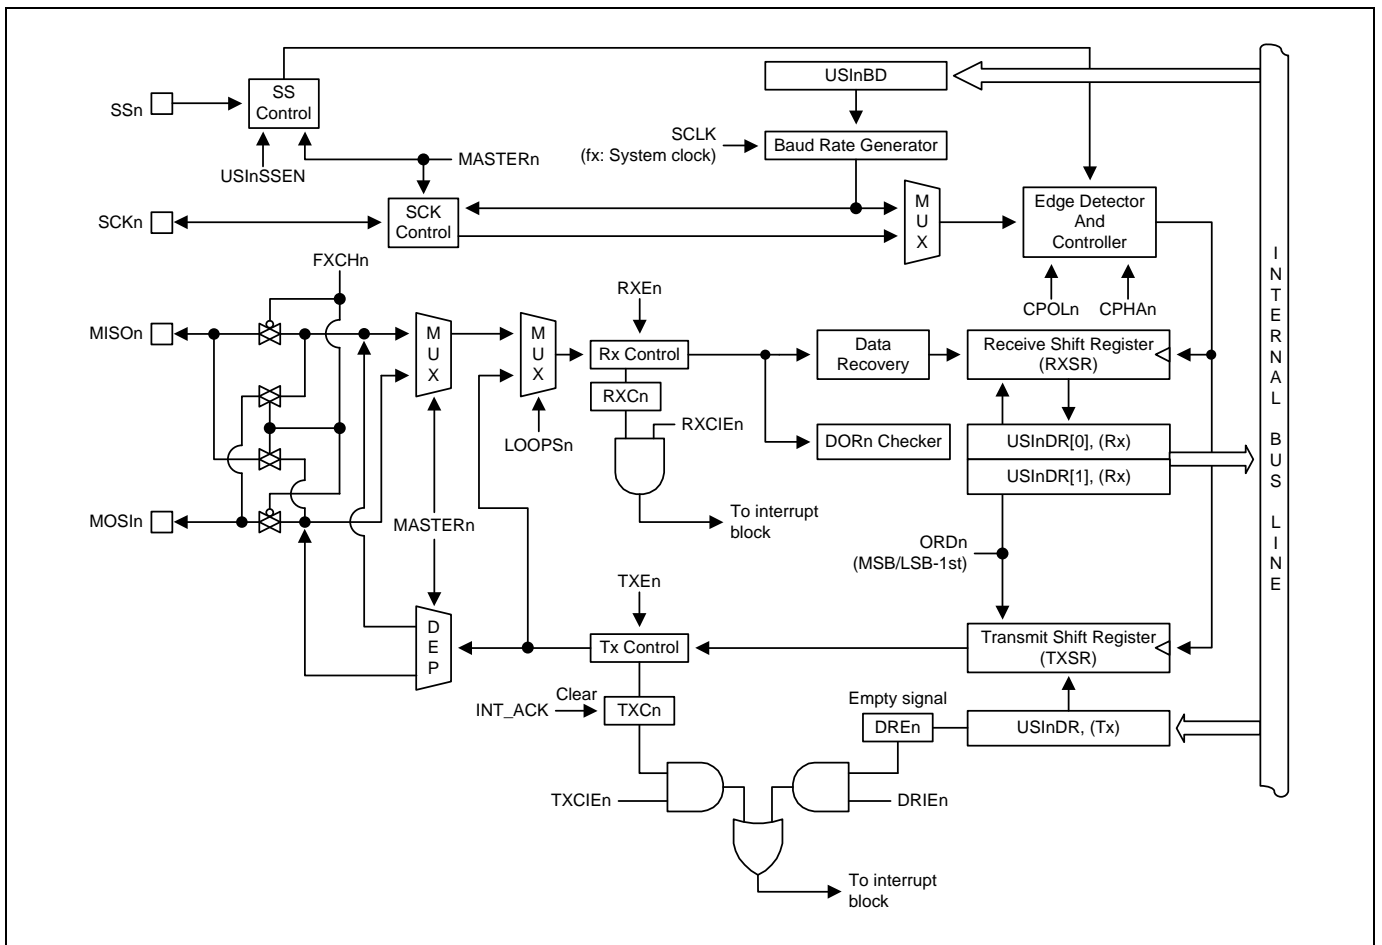 USInBD
SS
Control
SSn
SCLK
(fx: System clock)
Baud Rate Generator
MASTERn
USInSSEN
SCKn
SCK
Control
M
U
X
Edge Detector
And
Controller
FXCHn
RXEn
CPOLn
CPHAn
MISOn
M
U
X
M
U
X
Rx Control
Data
Recovery
Receive Shift Register
(RXSR)
RXCn
RXCIEn
LOOPSn
DORn Checker
USInDR[0], (Rx)
USInDR[1], (Rx)
MOSIn
MASTERn
To interrupt
block
ORDn
(MSB/LSB-1st)
TXEn
D
E
P
Tx Control
Transmit Shift Register
(TXSR)
Clear
INT_ACK
TXCn
Empty signal
DREn
USInDR, (Tx)
TXCIEn
DRIEn
To interrupt
block
I
N
T
E
R
N
A
L
B
U
S
L
I
N
E